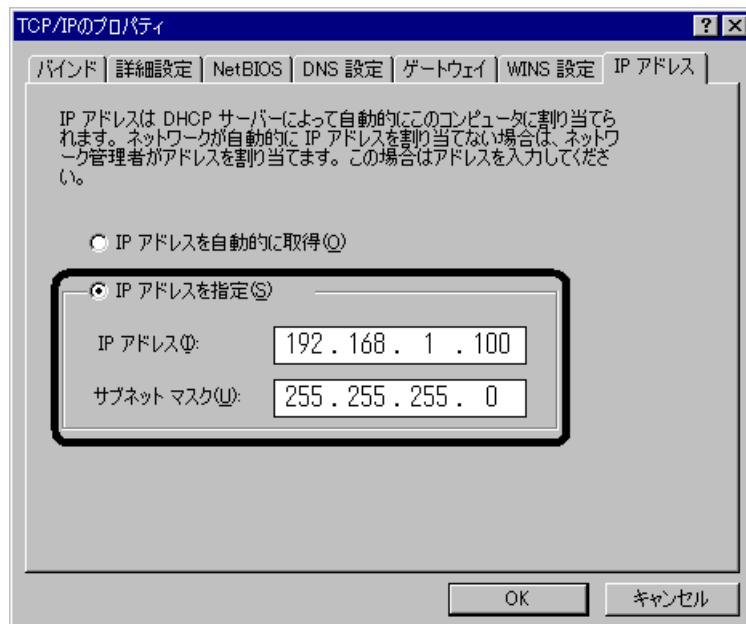 TCP/IPのプロパティ
バインド 詳細設定 NetBIOS DNS 設定 ゲートウェイ WINS 設定 IP アドレス
IP アドレスは DHCP サーバーによって自動的にこのコンピュータに割り当てら
れます。ネットワークが自動的に IP アドレスを割り当てない場合は、ネットワ
ーク管理者がアドレスを割り当てます。この場合はアドレスを入力してくださ
い。
IP アドレスを自動的に取得(O)
IP アドレスを指定(S)
IP アドレス(I): 192 . 168 . 1 . 100
サブネット マスク(U): 255 . 255 . 255 . 0
OK キャンセル